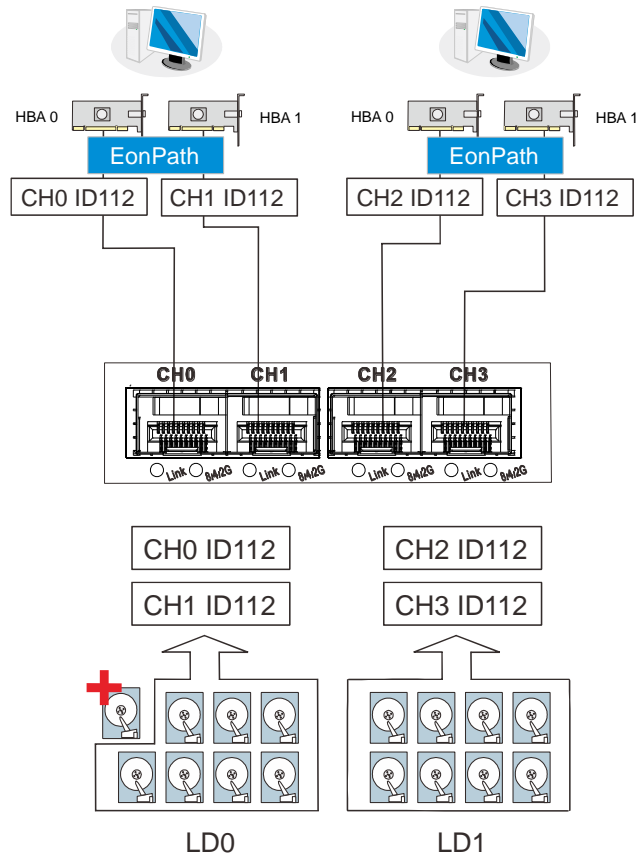 HBA 0 HBA 1 HBA 0 HBA 1
EonPath EonPath
CH0 ID112 CH1 ID112 CH2 ID112 CH3 ID112
CH0 CH1 CH2 CH3
Link 8/4/2G Link 8/4/2G Link 8/4/2G Link 8/4/2G
CH0 ID112 CH2 ID112
CH1 ID112 CH3 ID112
LD0 LD1